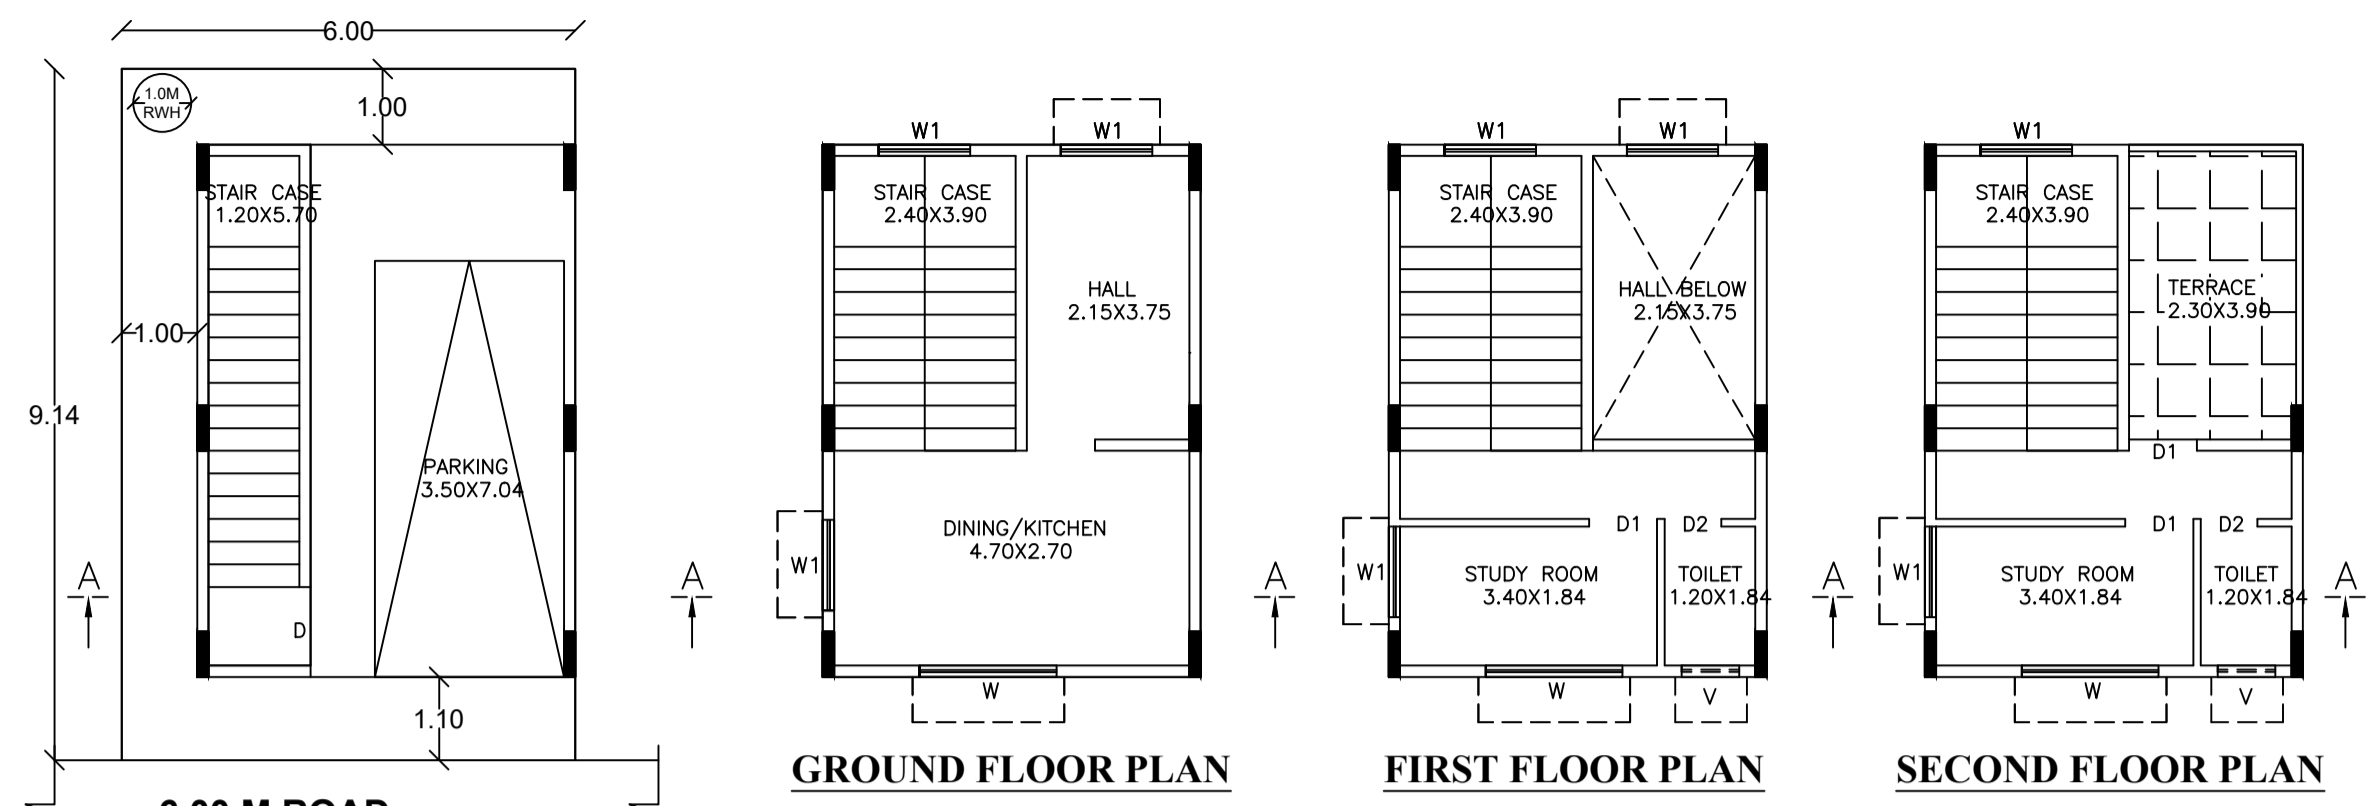 6.00
1.0M
RWH
1.00
STAIR CASE
1.20X5.70
1.00
9.14
PARKING
3.50X7.04
A
A
D
1.10
M ROAD
W1
W1
STAIR CASE
2.40X3.90
HALL
2.15X3.75
DINING/KITCHEN
4.70X2.70
W1
W
GROUND FLOOR PLAN
W1
W1
STAIR CASE
2.40X3.90
HALL BELOW
2.15X3.75
A
D1
D2
W1
STUDY ROOM
3.40X1.84
TOILET
1.20X1.84
A
W
V
FIRST FLOOR PLAN
W1
STAIR CASE
2.40X3.90
TERRACE
2.30X3.90
D1
D1
D2
W1
STUDY ROOM
3.40X1.84
TOILET
1.20X1.84
A
W
V
SECOND FLOOR PLAN